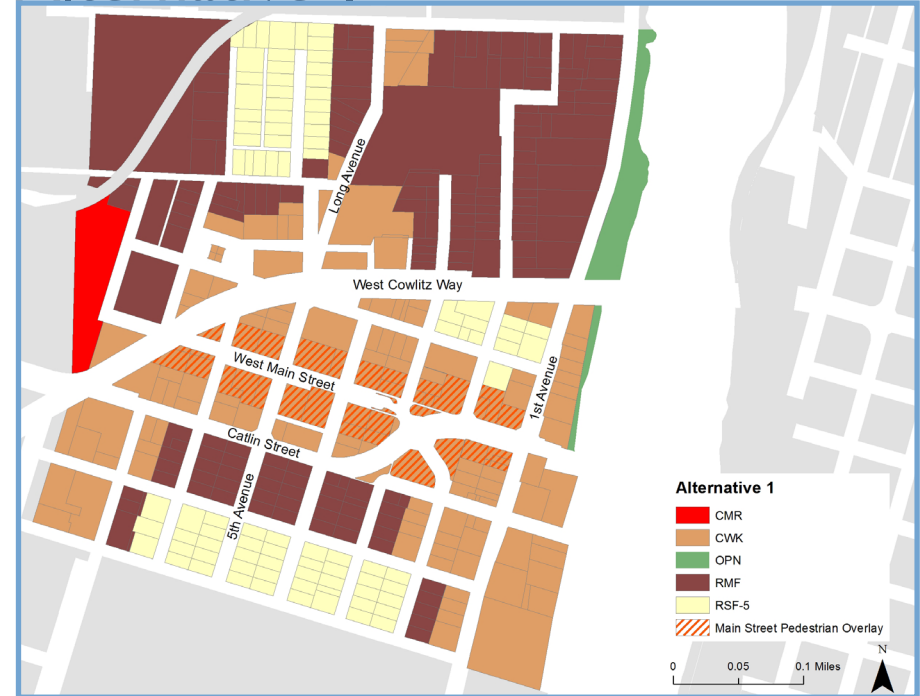 Long Avenue
West Cowlitz Way
West Main Street
1st Avenue
Catlin Street
5th Avenue
Alternative 1
CMR
CWK
OPN
RMF
RSF-5
Main Street Pedestrian Overlay
N
0 0.05 0.1 Miles